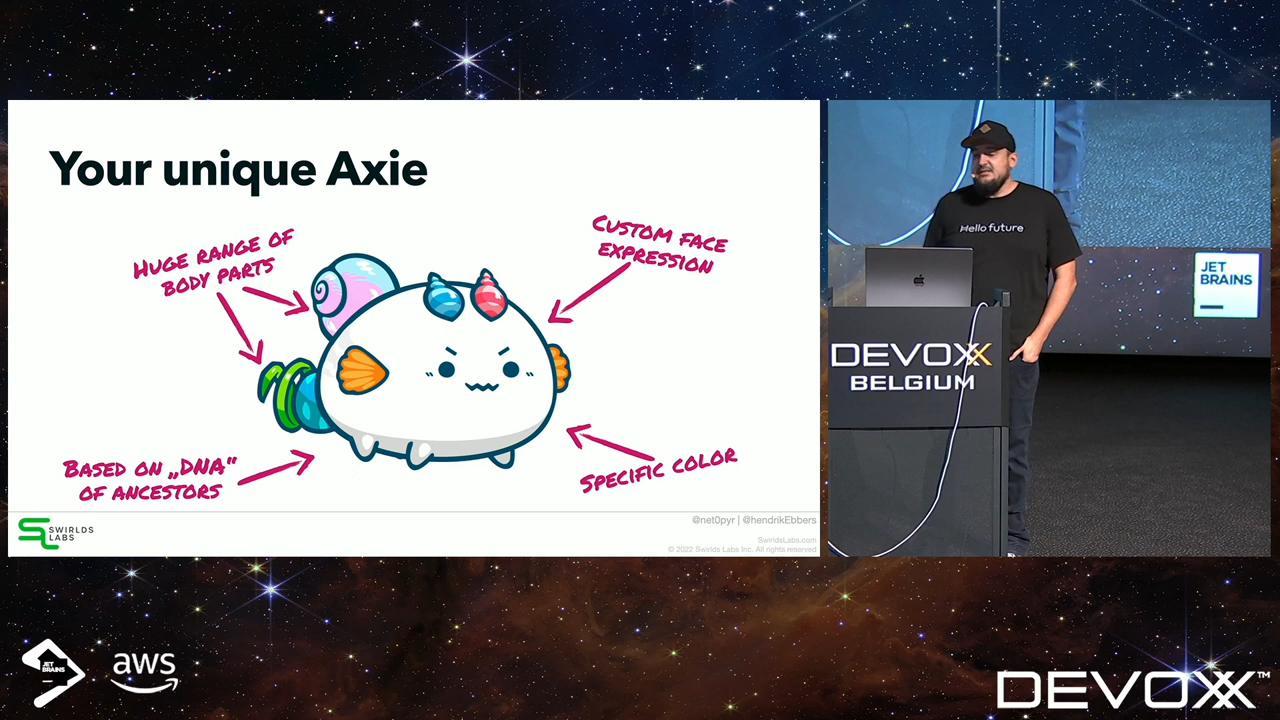 Your unique Axie
HUGE RANGE OF
BODY PARTS
CUSTOM FACE
EXPRESSION
BASED ON „DNA“
OF ANCESTORS
SPECIFIC COLOR
SWIRLDS
LABS
@net0pyr | @hendrikEbbers
SwirldsLabs.com
© 2022 Swirlds Labs Inc. All rights reserved
Hello future
JET
BRAINS
DEVOXX
BELGIUM
JET
BRAINS
aws
DEVOXX™